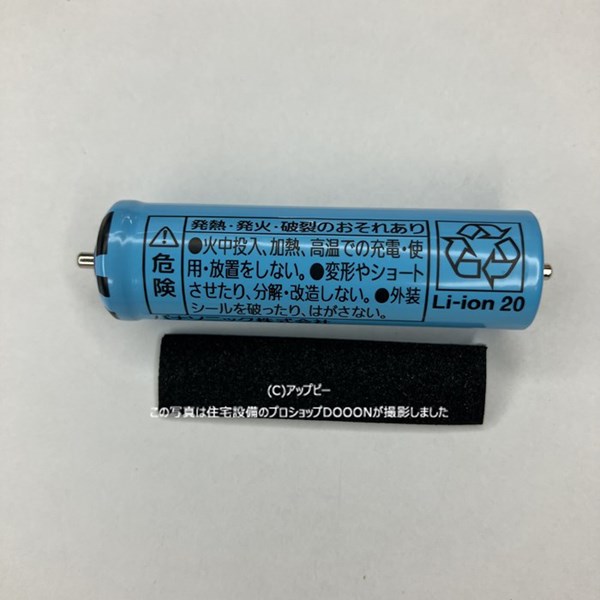 危険
発熱・発火・破裂のおそれあり
●火中投入、加熱、高温での充電・使
用・放置をしない。●変形やショート
させたり、分解・改造しない。●外装
シールを破ったり、はがさない。
Li-ion 20
(C)アップビー
この写真は住宅設備のプロショップDOOONが撮影しました